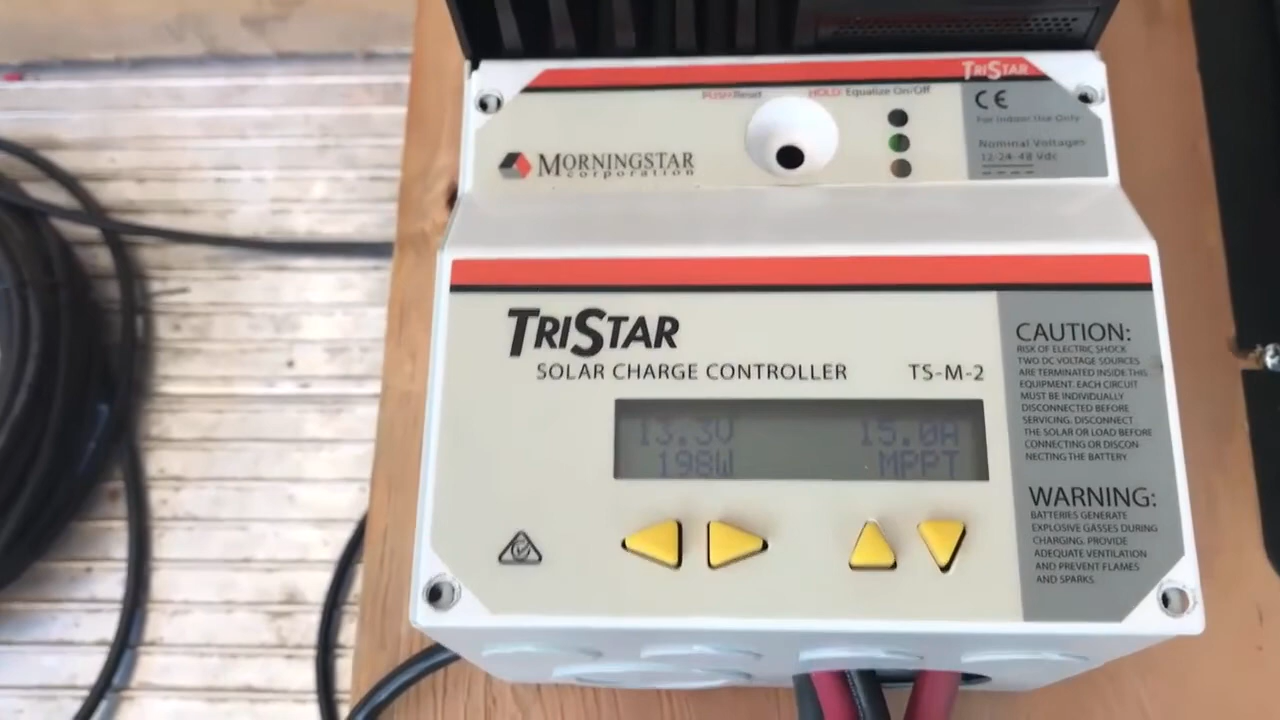 TRISTAR
PUSH: Reset HOLD: Equalize On/Off
CE
For Indoor Use Only
Nominal Voltages
12-24-48 Vdc
MORNINGSTAR
corporation
TRISTAR
SOLAR CHARGE CONTROLLER TS-M-2
13.3V 15.0A
198W MPPT
CAUTION:
RISK OF ELECTRIC SHOCK
TWO DC VOLTAGE SOURCES
ARE TERMINATED INSIDE THIS
EQUIPMENT. EACH CIRCUIT
MUST BE INDIVIDUALLY
DISCONNECTED BEFORE
SERVICING. DISCONNECT
THE SOLAR OR LOAD BEFORE
CONNECTING OR DISCON
NECTING THE BATTERY.
WARNING:
BATTERIES GENERATE
EXPLOSIVE GASSES DURING
CHARGING. PROVIDE
ADEQUATE VENTILATION
AND PREVENT FLAMES
AND SPARKS.